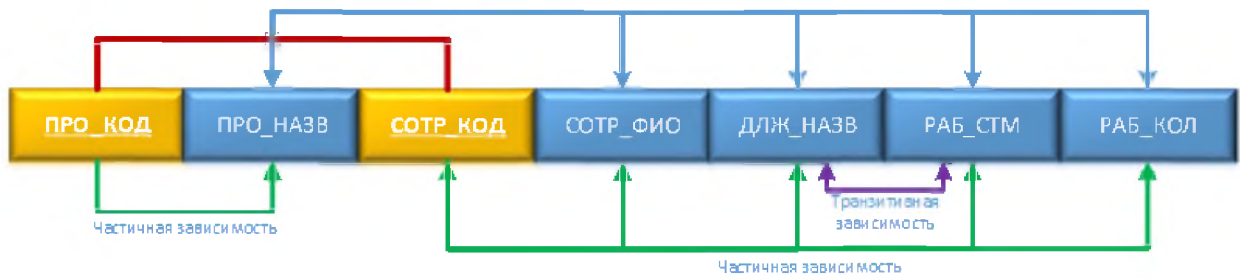 ПРО_КОД ПРО_НАЗВ СОТР_КОД СОТР_ФИО ДЛЖ_НАЗВ РАБ_СТМ РАБ_КОЛ
Транзитивная
зависимость
Частичная зависимость
Частичная зависимость